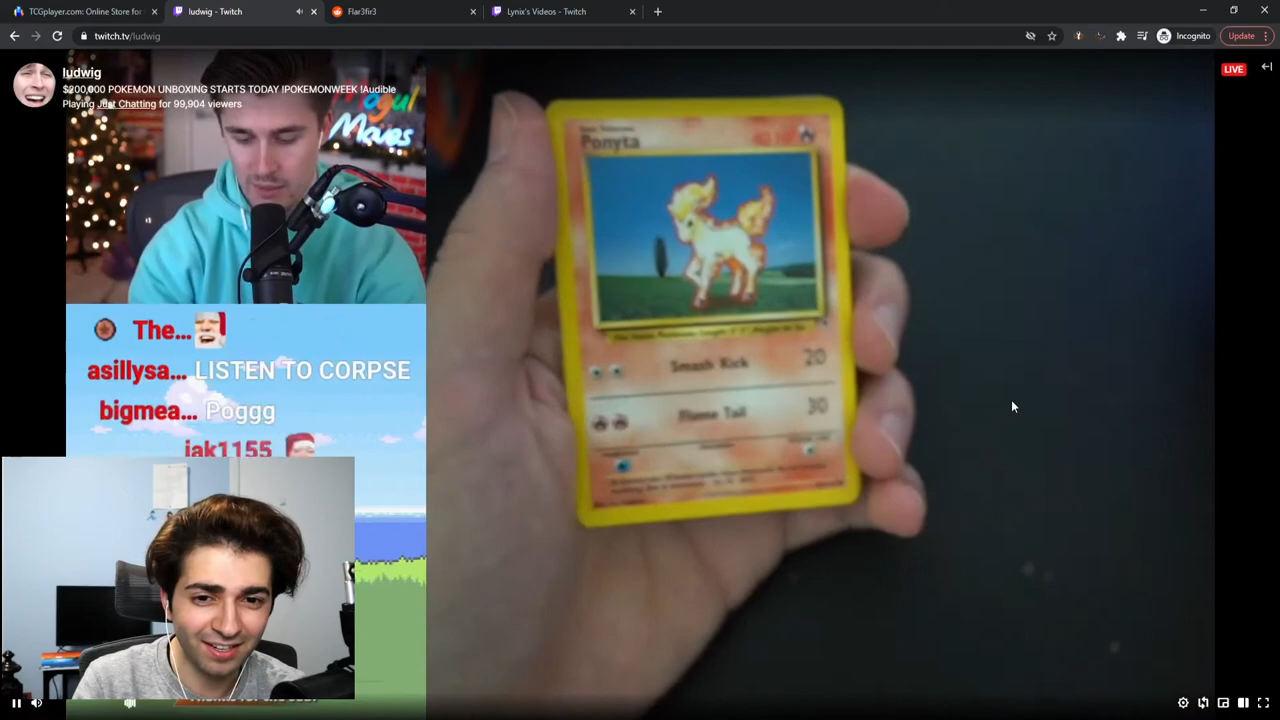 TCGplayer.com: Online Store for
ludwig - Twitch
Flar3fir3
Lynix's Videos - Twitch
twitch.tv/ludwig
Incognito
Update
ludwig
$200,000 POKEMON UNBOXING STARTS TODAY !POKEMONWEEK !Audible
Playing Just Chatting for 99,904 viewers
LIVE
Mogul
Moves
Ponyta
Smash Kick 20
Flame Tail 30
The...
asillysa... LISTEN TO CORPSE
bigmea... Poggg
jak1155